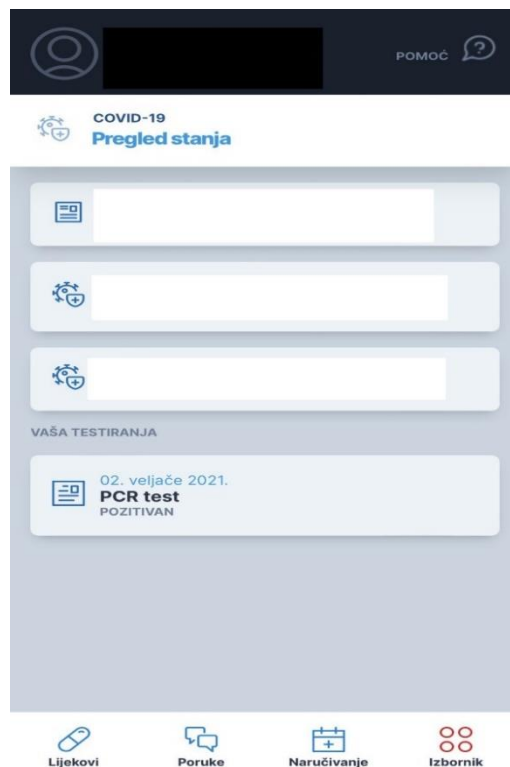 POMOĆ
COVID-19
Pregled stanja
VAŠA TESTIRANJA
02. veljače 2021.
PCR test
POZITIVAN
Lijekovi
Poruke
Naručivanje
Izbornik